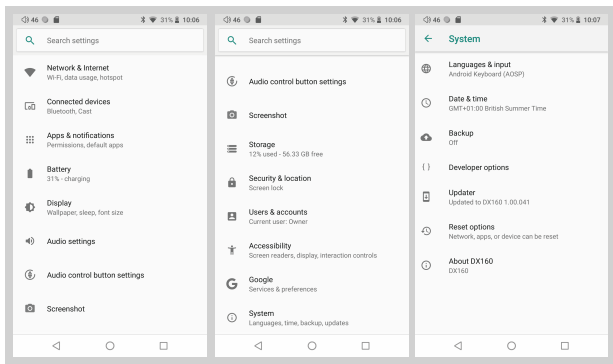 46
31% 10:06
Search settings
Network & Internet
Wi-Fi, data usage, hotspot
Connected devices
Bluetooth, Cast
Apps & notifications
Permissions, default apps
Battery
31% - charging
Display
Wallpaper, sleep, font size
Audio settings
Audio control button settings
Screenshot
46
31% 10:06
Search settings
Audio control button settings
Screenshot
Storage
12% used - 56.33 GB free
Security & location
Screen lock
Users & accounts
Current user: Owner
Accessibility
Screen readers, display, interaction controls
Google
Services & preferences
System
Languages, time, backup, updates
46
31% 10:07
System
Languages & input
Android Keyboard (AOSP)
Date & time
GMT+01:00 British Summer Time
Backup
Off
Developer options
Updater
Updated to DX160 1.00.041
Reset options
Network, apps, or device can be reset
About DX160
DX160